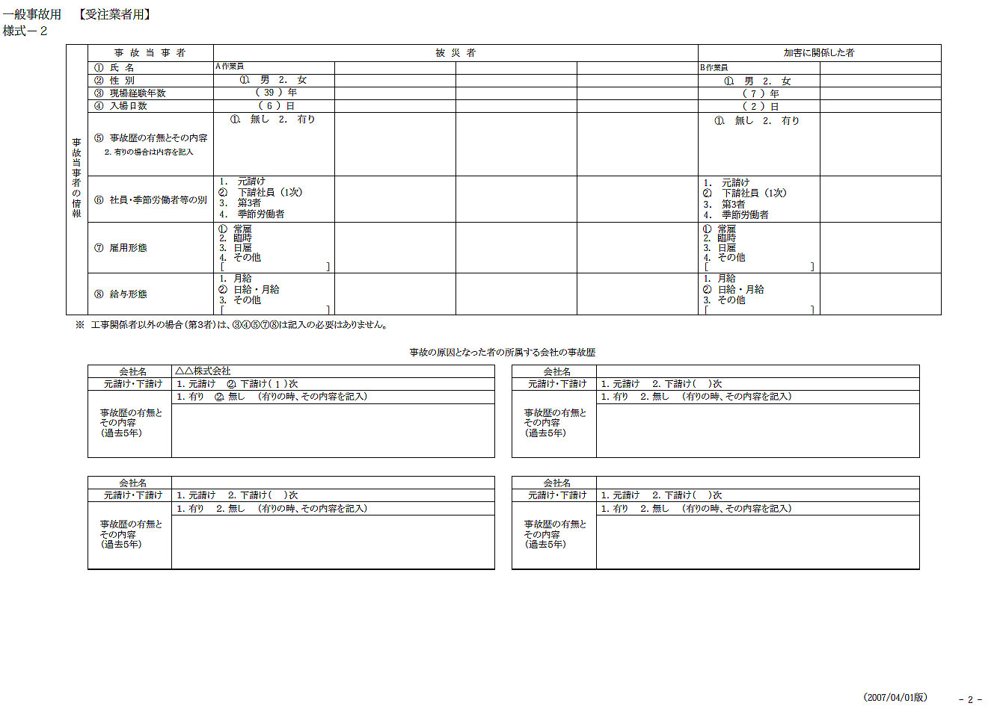 一般事故用　【受注業者用】
様式－２
事 故 当 事 者　被 災 者　加害に関係した者
① 氏 名　A作業員　B作業員
② 性 別　①. 男　2. 女　①. 男　2. 女
③ 現場経験年数　( 39 ) 年　( 7 ) 年
④ 入場日数　( 6 ) 日　( 2 ) 日
事故当事者の情報
⑤ 事故歴の有無とその内容　①. 無し　2. 有り　①. 無し　2. 有り
2. 有りの場合は内容を記入
⑥ 社員・季節労働者等の別
1. 元請け　1. 元請け
② 下請社員（1次）　② 下請社員（1次）
3. 第3者　3. 第3者
4. 季節労働者　4. 季節労働者
⑦ 雇用形態
① 常雇　① 常雇
2. 臨時　2. 臨時
3. 日雇　3. 日雇
4. その他　4. その他
[　]　[　]
⑧ 給与形態
1. 月給　1. 月給
② 日給・月給　② 日給・月給
3. その他　3. その他
[　]　[　]
※ 工事関係者以外の場合（第3者）は、③④⑤⑦⑧は記入の必要はありません。
事故の原因となった者の所属する会社の事故歴
会社名　△△株式会社
元請け・下請け　1. 元請け　②. 下請け( 1 )次
1. 有り　②. 無し　（有りの時、その内容を記入）
事故歴の有無と
その内容
（過去5年）
会社名
元請け・下請け　1. 元請け　2. 下請け(　)次
1. 有り　2. 無し　（有りの時、その内容を記入）
事故歴の有無と
その内容
（過去5年）
会社名
元請け・下請け　1. 元請け　2. 下請け(　)次
1. 有り　2. 無し　（有りの時、その内容を記入）
事故歴の有無と
その内容
（過去5年）
会社名
元請け・下請け　1. 元請け　2. 下請け(　)次
1. 有り　2. 無し　（有りの時、その内容を記入）
事故歴の有無と
その内容
（過去5年）
（2007/04/01版）　- 2 -